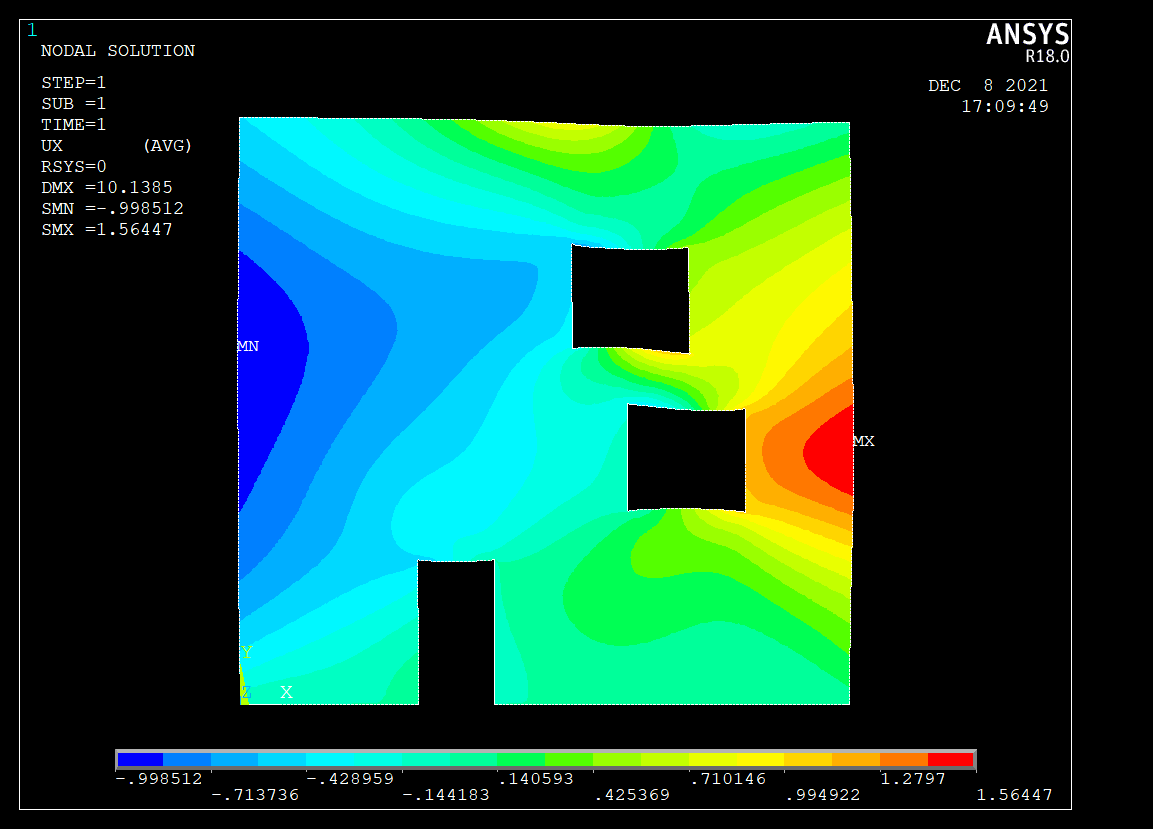 1
ANSYS
R18.0
NODAL SOLUTION
STEP=1
SUB =1
TIME=1
UX (AVG)
RSYS=0
DMX =10.1385
SMN =-.998512
SMX =1.56447
DEC 8 2021
17:09:49
MN
MX
Y
Z X
-.998512 -.428959 .140593 .710146 1.2797
-.713736 -.144183 .425369 .994922 1.56447